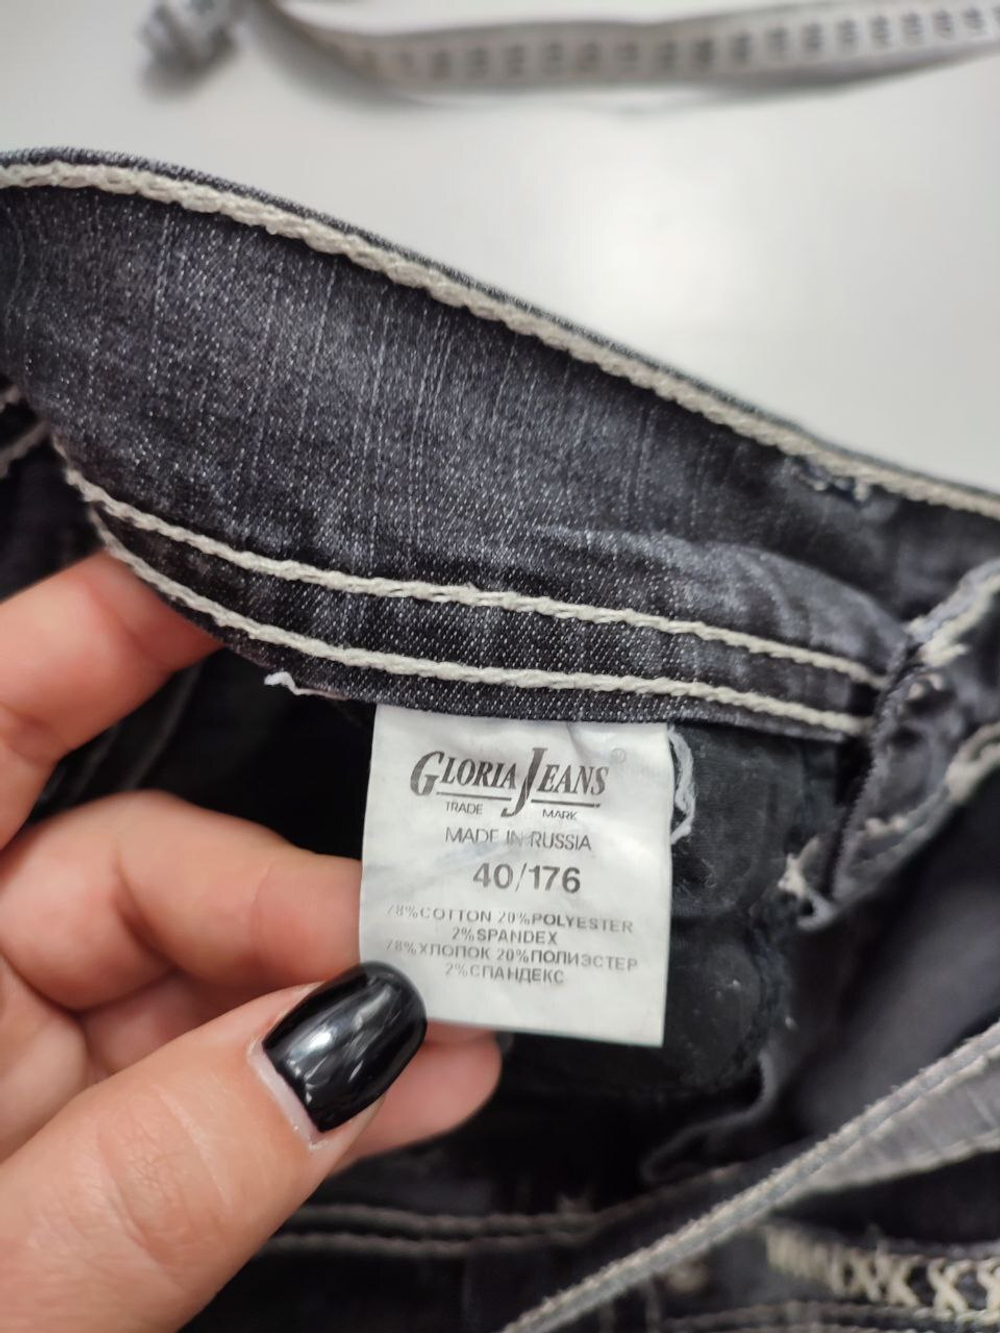 GLORIA JEANS ®
TRADE MARK
MADE IN RUSSIA
40/176
78%COTTON 20%POLYESTER
2%SPANDEX
78%ХЛОПОК 20%ПОЛИЭСТЕР
2%СПАНДЕКС